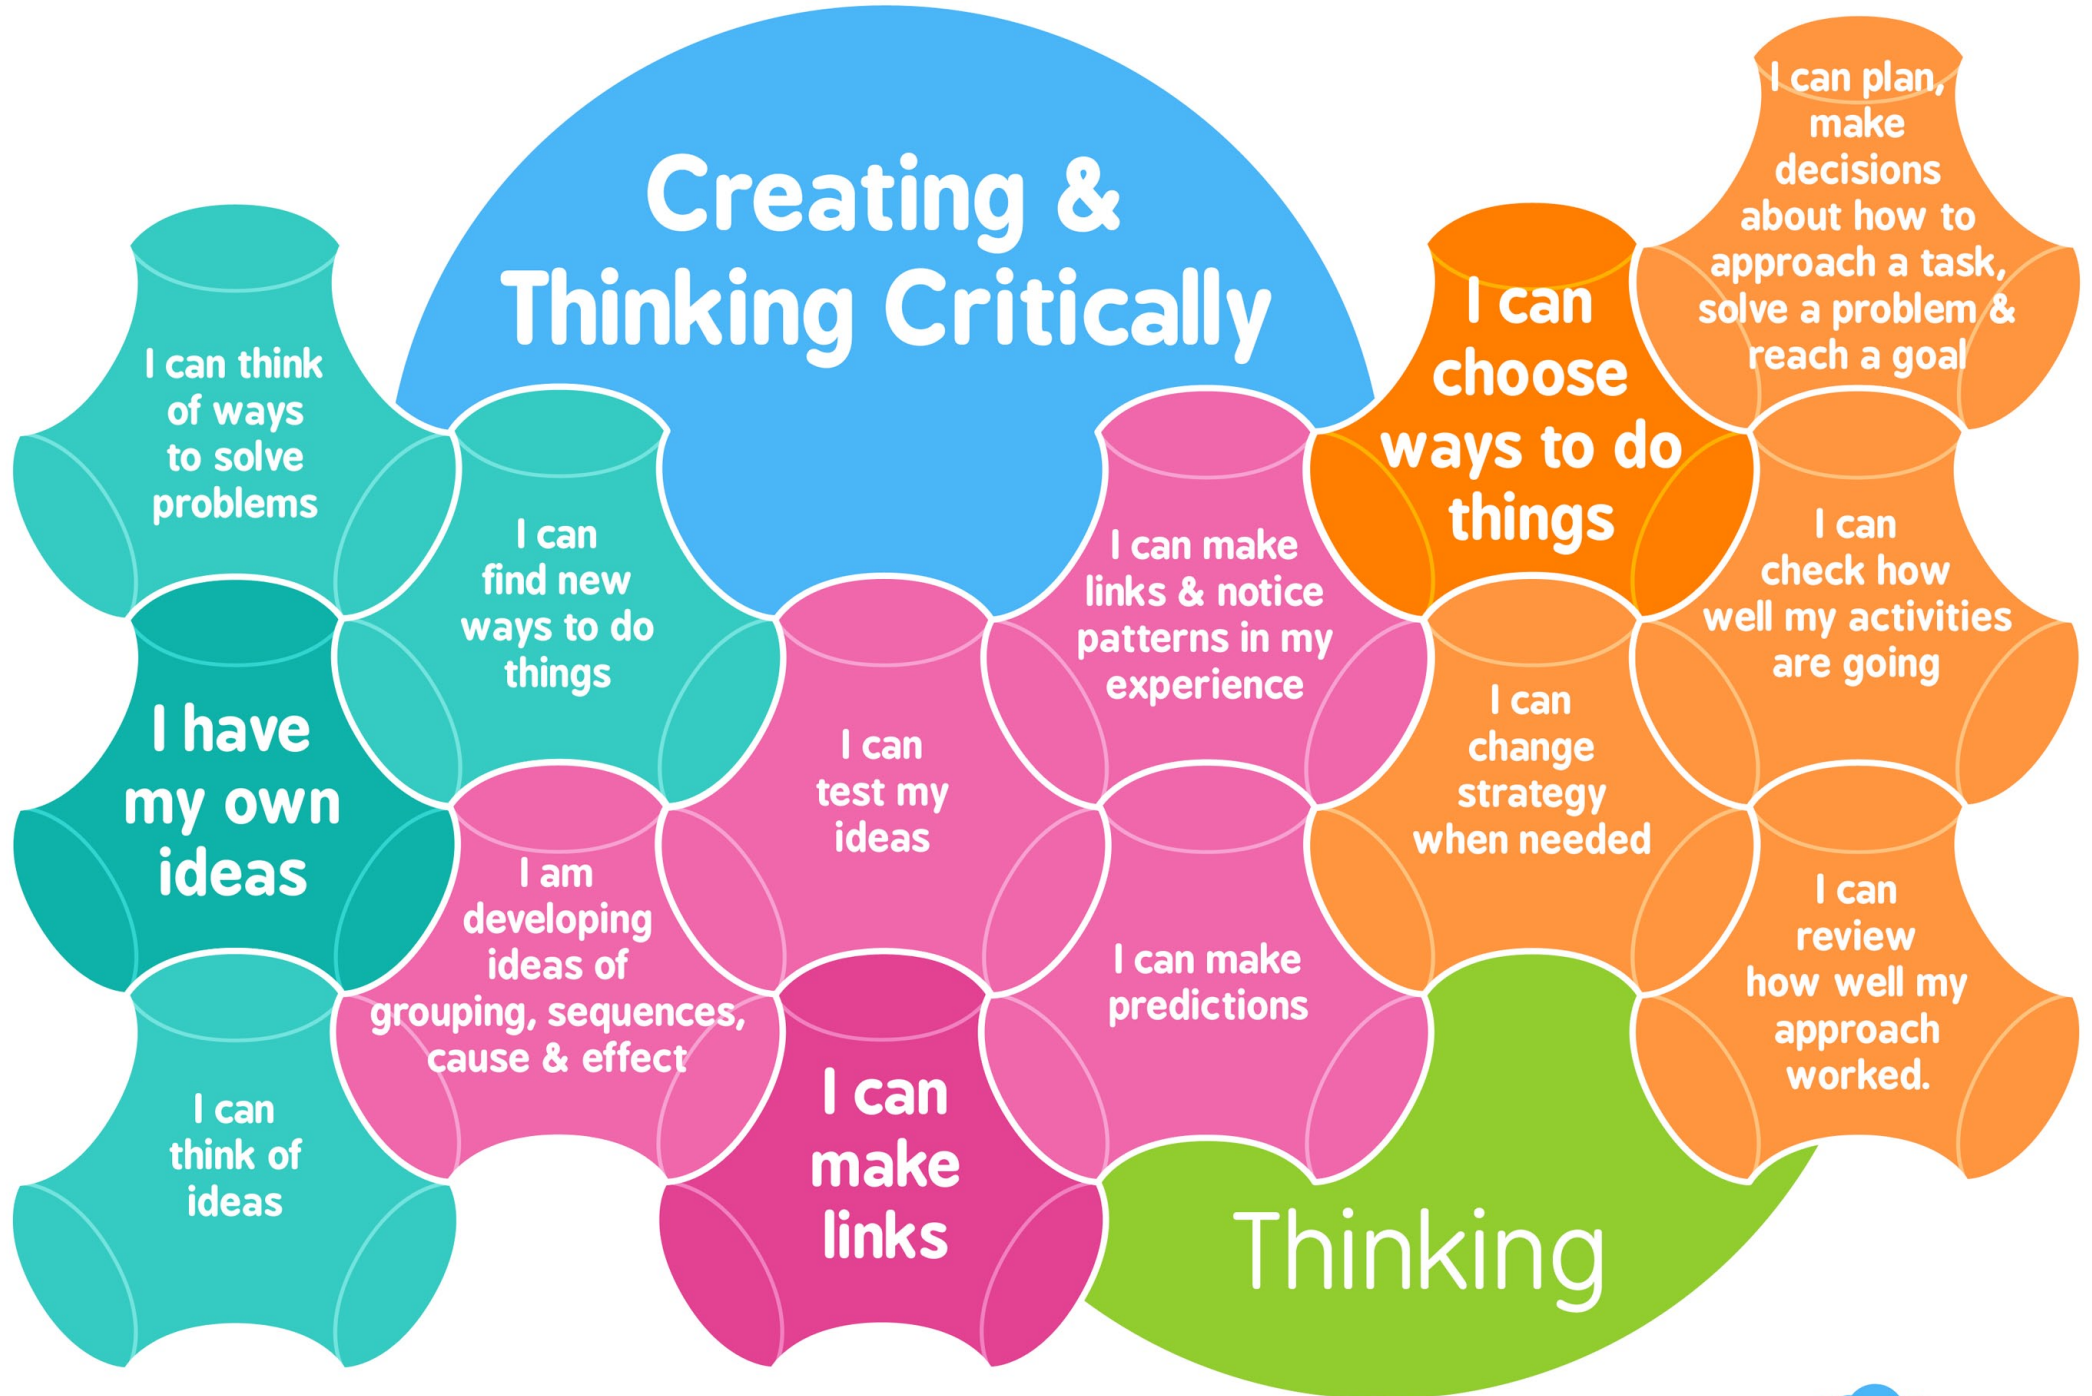 Creating &
Thinking Critically
I can think
of ways
to solve
problems
I can
find new
ways to do
things
I have
my own
ideas
I can
think of
ideas
I am
developing
ideas of
grouping, sequences,
cause & effect
I can
test my
ideas
I can make
links & notice
patterns in my
experience
I can make
predictions
I can
make
links
I can
choose
ways to do
things
I can plan,
make
decisions
about how to
approach a task,
solve a problem &
reach a goal
I can
check how
well my activities
are going
I can
change
strategy
when needed
I can
review
how well my
approach
worked.
Thinking